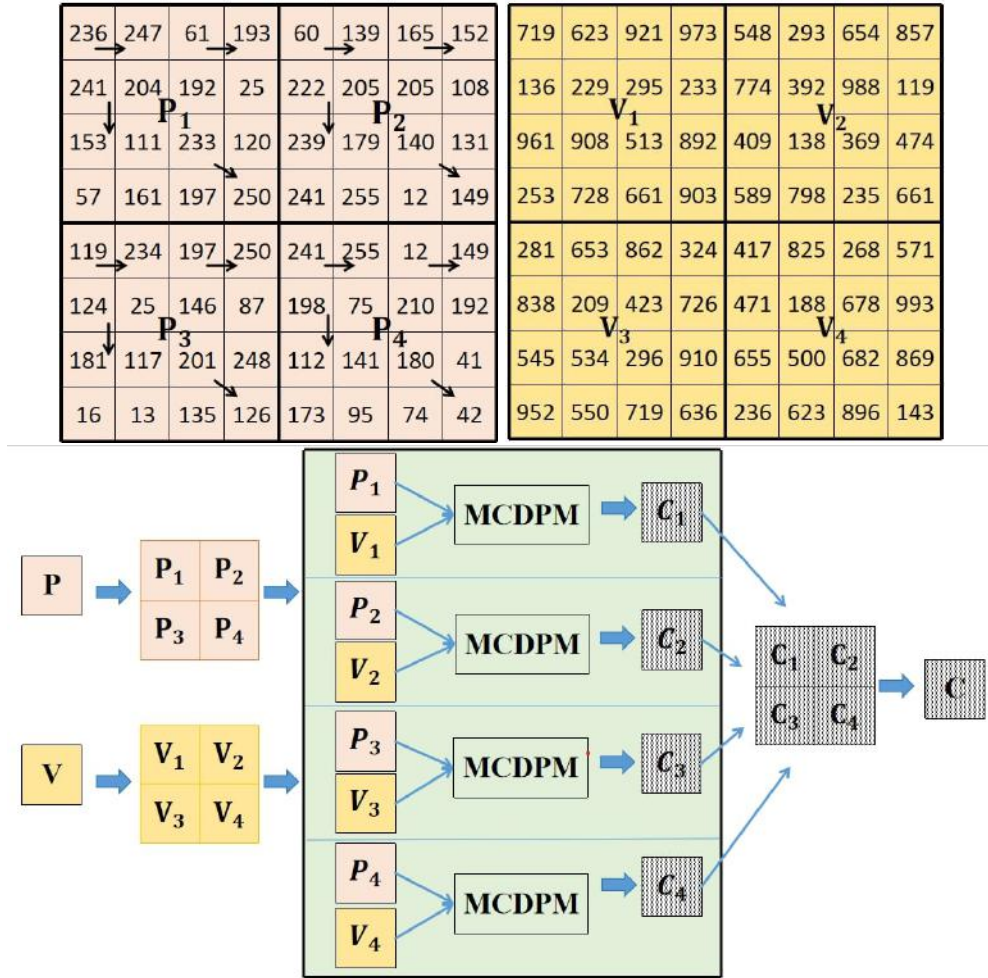 236 247 61 193 60 139 165 152 719 623 921 973 548 293 654 857
241 204 192 25 222 205 205 108 136 229 295 233 774 392 988 119
P1 P2 V1 V2
153 111 233 120 239 179 140 131 961 908 513 892 409 138 369 474
57 161 197 250 241 255 12 149 253 728 661 903 589 798 235 661
119 234 197 250 241 255 12 149 281 653 862 324 417 825 268 571
124 25 146 87 198 75 210 192 838 209 423 726 471 188 678 993
P3 P4 V3 V4
181 117 201 248 112 141 180 41 545 534 296 910 655 500 682 869
16 13 135 126 173 95 74 42 952 550 719 636 236 623 896 143
P
P1 P2
P3 P4
V
V1 V2
V3 V4
P1
V1
MCDPM
C1
P2
V2
MCDPM
C2
P3
V3
MCDPM
C3
P4
V4
MCDPM
C4
C1 C2
C3 C4
C